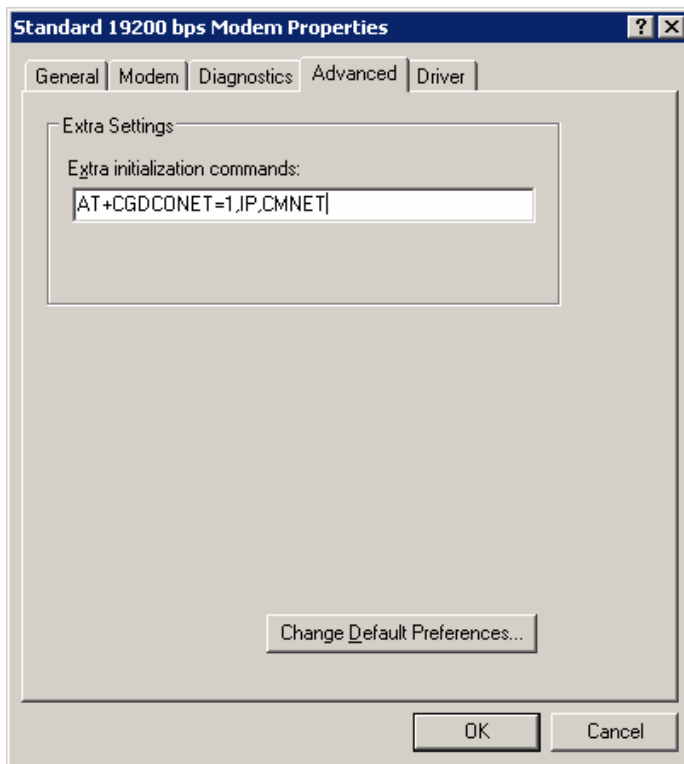 Standard 19200 bps Modem Properties
General Modem Diagnostics Advanced Driver
Extra Settings
Extra initialization commands:
AT+CGDCONET=1,IP,CMNET
Change Default Preferences...
OK Cancel